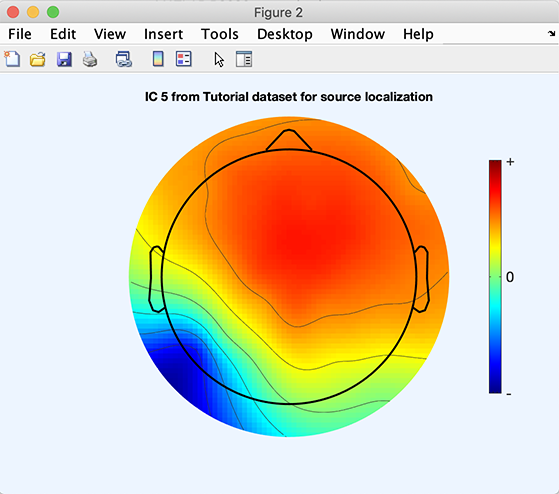 Figure 2
File Edit View Insert Tools Desktop Window Help
IC 5 from Tutorial dataset for source localization
+
0
-